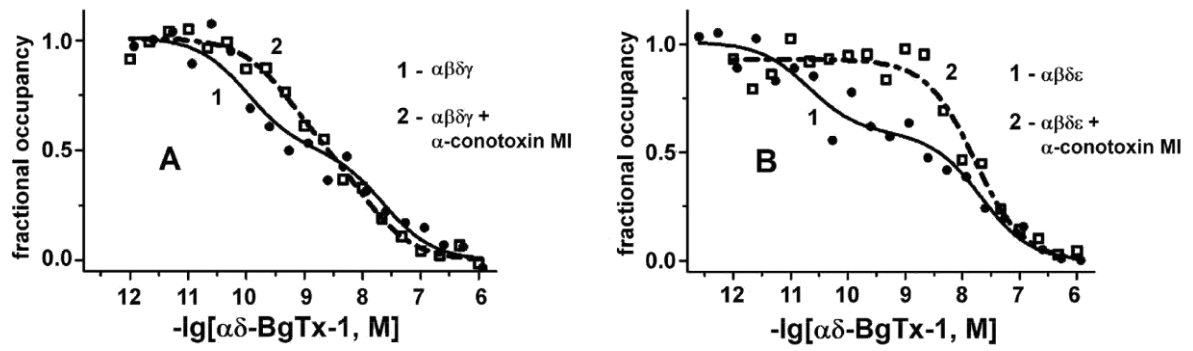 fractional occupancy
1.0
0.5
0.0
12 11 10 9 8 7 6
-lg[αδ-BgTx-1, M]
A
1
2
1 - αβδγ
2 - αβδγ +
α-conotoxin MI
fractional occupancy
1.0
0.5
0.0
12 11 10 9 8 7 6
-lg[αδ-BgTx-1, M]
B
1
2
1 - αβδε
2 - αβδε +
α-conotoxin MI